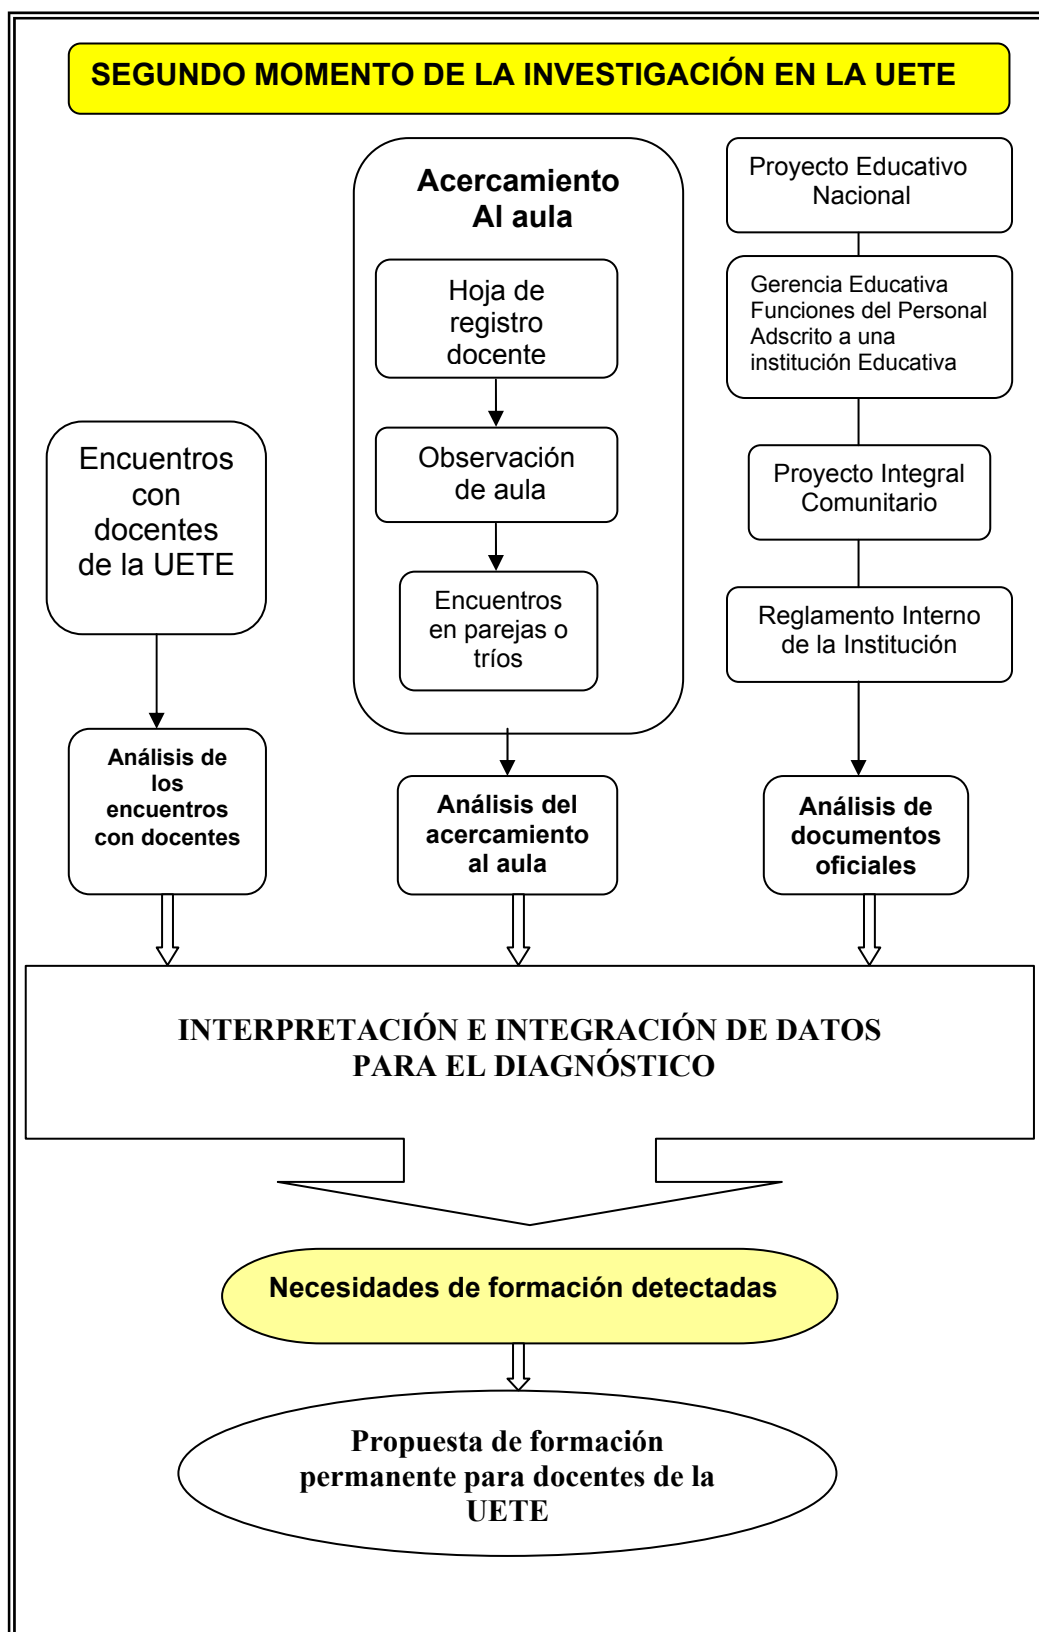 SEGUNDO MOMENTO DE LA INVESTIGACIÓN EN LA UETE
Encuentros
con
docentes
de la UETE
Análisis de
los
encuentros
con docentes
Acercamiento
Al aula
Hoja de
registro
docente
Observación
de aula
Encuentros
en parejas o
tríos
Análisis del
acercamiento
al aula
Proyecto Educativo
Nacional
Gerencia Educativa
Funciones del Personal
Adscrito a una
institución Educativa
Proyecto Integral
Comunitario
Reglamento Interno
de la Institución
Análisis de
documentos
oficiales
INTERPRETACIÓN E INTEGRACIÓN DE DATOS
PARA EL DIAGNÓSTICO
Necesidades de formación detectadas
Propuesta de formación
permanente para docentes de la
UETE